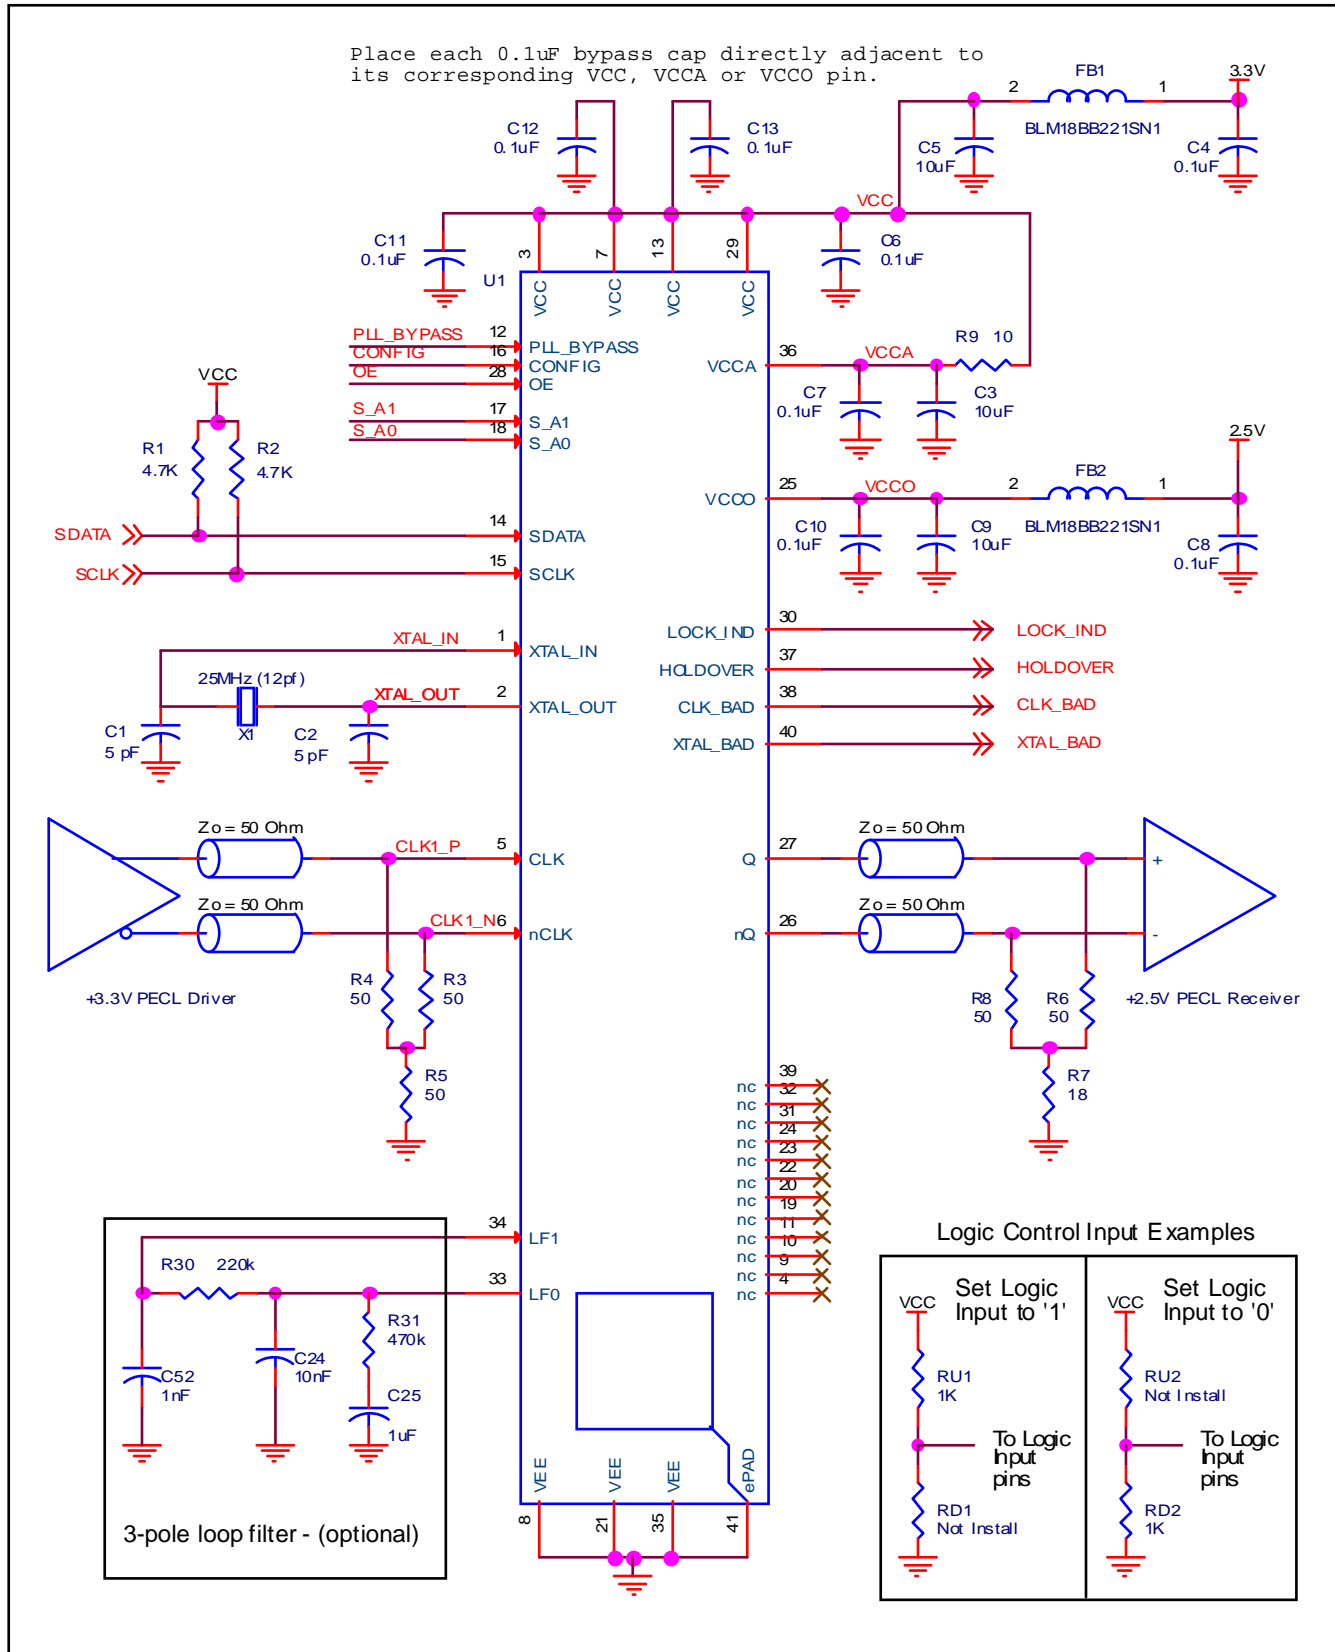 Place each 0.1uF bypass cap directly adjacent to
its corresponding VCC, VCCA or VCCO pin.
FB1
2
1
3.3V
BLM18BB221SN1
C12
0.1uF
C13
0.1uF
C5
10uF
C4
0.1uF
VCC
C11
0.1uF
C6
0.1uF
3
7
13
29
U1
VCC
VCC
VCC
VCC
PLL_BYPASS
12
PLL_BYPASS
CONFIG
16
CONFIG
OE
28
OE
S_A1
17
S_A1
S_A0
18
S_A0
VCCA
36
VCCA
R9 10
C7
0.1uF
C3
10uF
VCC
R1
4.7K
R2
4.7K
2.5V
VCCO
25
VCCO
2
FB2
1
BLM18BB221SN1
C10
0.1uF
C9
10uF
C8
0.1uF
SDATA
14
SDATA
SCLK
15
SCLK
LOCK_IND
30
LOCK_IND
HOLDOVER
37
HOLDOVER
CLK_BAD
38
CLK_BAD
XTAL_BAD
40
XTAL_BAD
XTAL_IN
1
XTAL_IN
25MHz (12pf)
XTAL_OUT
2
XTAL_OUT
X1
C1
5 pF
C2
5 pF
Zo = 50 Ohm
CLK1_P
5
CLK
Zo = 50 Ohm
CLK1_N
6
nCLK
+3.3V PECL Driver
R4
50
R3
50
R5
50
Q
27
Zo = 50 Ohm
+
nQ
26
Zo = 50 Ohm
-
R8
50
R6
50
+2.5V PECL Receiver
R7
18
nc
39
nc
32
nc
31
nc
24
nc
23
nc
22
nc
20
nc
19
nc
11
nc
10
nc
9
nc
4
34
LF1
R30 220k
33
LF0
R31
470k
C52
1nF
C24
10nF
C25
1uF
3-pole loop filter - (optional)
VEE
VEE
VEE
ePAD
8
21
35
41
Logic Control Input Examples
Set Logic
Input to '1'
VCC
RU1
1K
To Logic
Input
pins
RD1
Not Install
Set Logic
Input to '0'
VCC
RU2
Not Install
To Logic
Input
pins
RD2
1K